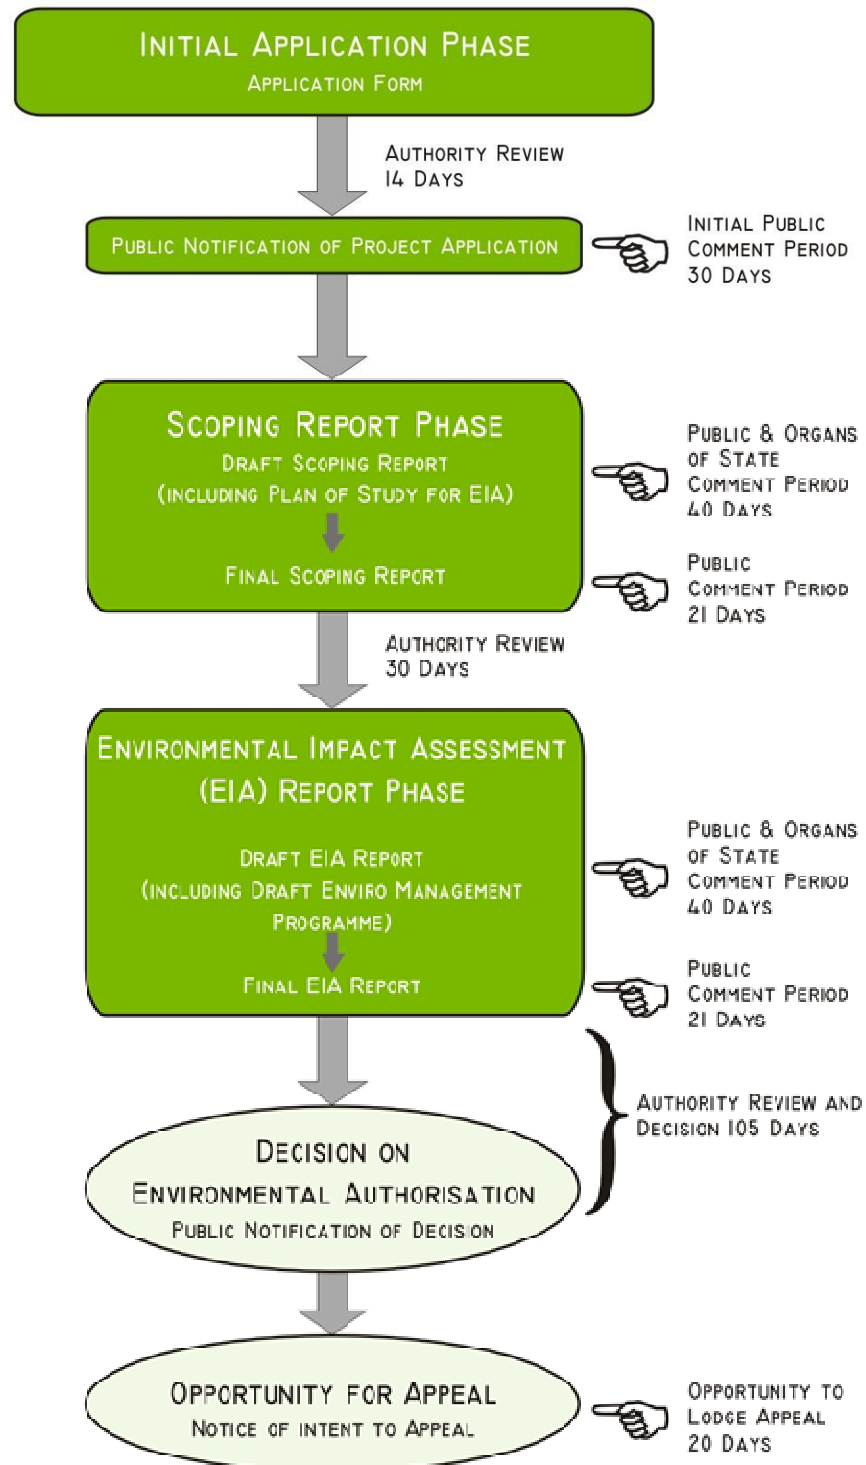 INITIAL APPLICATION PHASE
APPLICATION FORM
AUTHORITY REVIEW
14 DAYS
PUBLIC NOTIFICATION OF PROJECT APPLICATION
INITIAL PUBLIC
COMMENT PERIOD
30 DAYS
SCOPING REPORT PHASE
DRAFT SCOPING REPORT
(INCLUDING PLAN OF STUDY FOR EIA)
PUBLIC & ORGANS
OF STATE
COMMENT PERIOD
40 DAYS
FINAL SCOPING REPORT
PUBLIC
COMMENT PERIOD
21 DAYS
AUTHORITY REVIEW
30 DAYS
ENVIRONMENTAL IMPACT ASSESSMENT
(EIA) REPORT PHASE
DRAFT EIA REPORT
(INCLUDING DRAFT ENVIRO MANAGEMENT
PROGRAMME)
PUBLIC & ORGANS
OF STATE
COMMENT PERIOD
40 DAYS
FINAL EIA REPORT
PUBLIC
COMMENT PERIOD
21 DAYS
AUTHORITY REVIEW AND
DECISION 105 DAYS
DECISION ON
ENVIRONMENTAL AUTHORISATION
PUBLIC NOTIFICATION OF DECISION
OPPORTUNITY FOR APPEAL
NOTICE OF INTENT TO APPEAL
OPPORTUNITY TO
LODGE APPEAL
20 DAYS